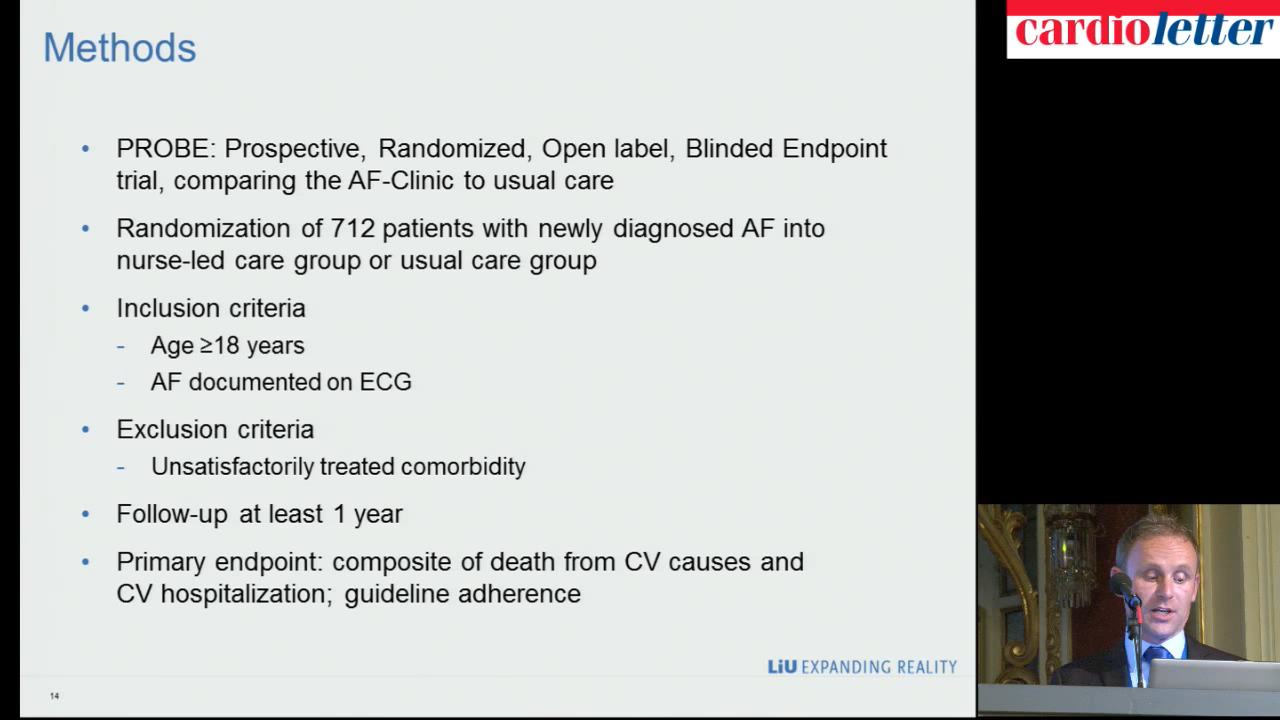 Methods
cardioletter
• PROBE: Prospective, Randomized, Open label, Blinded Endpoint
trial, comparing the AF-Clinic to usual care
• Randomization of 712 patients with newly diagnosed AF into
nurse-led care group or usual care group
• Inclusion criteria
- Age ≥18 years
- AF documented on ECG
• Exclusion criteria
- Unsatisfactorily treated comorbidity
• Follow-up at least 1 year
• Primary endpoint: composite of death from CV causes and
CV hospitalization; guideline adherence
LiU EXPANDING REALITY
14